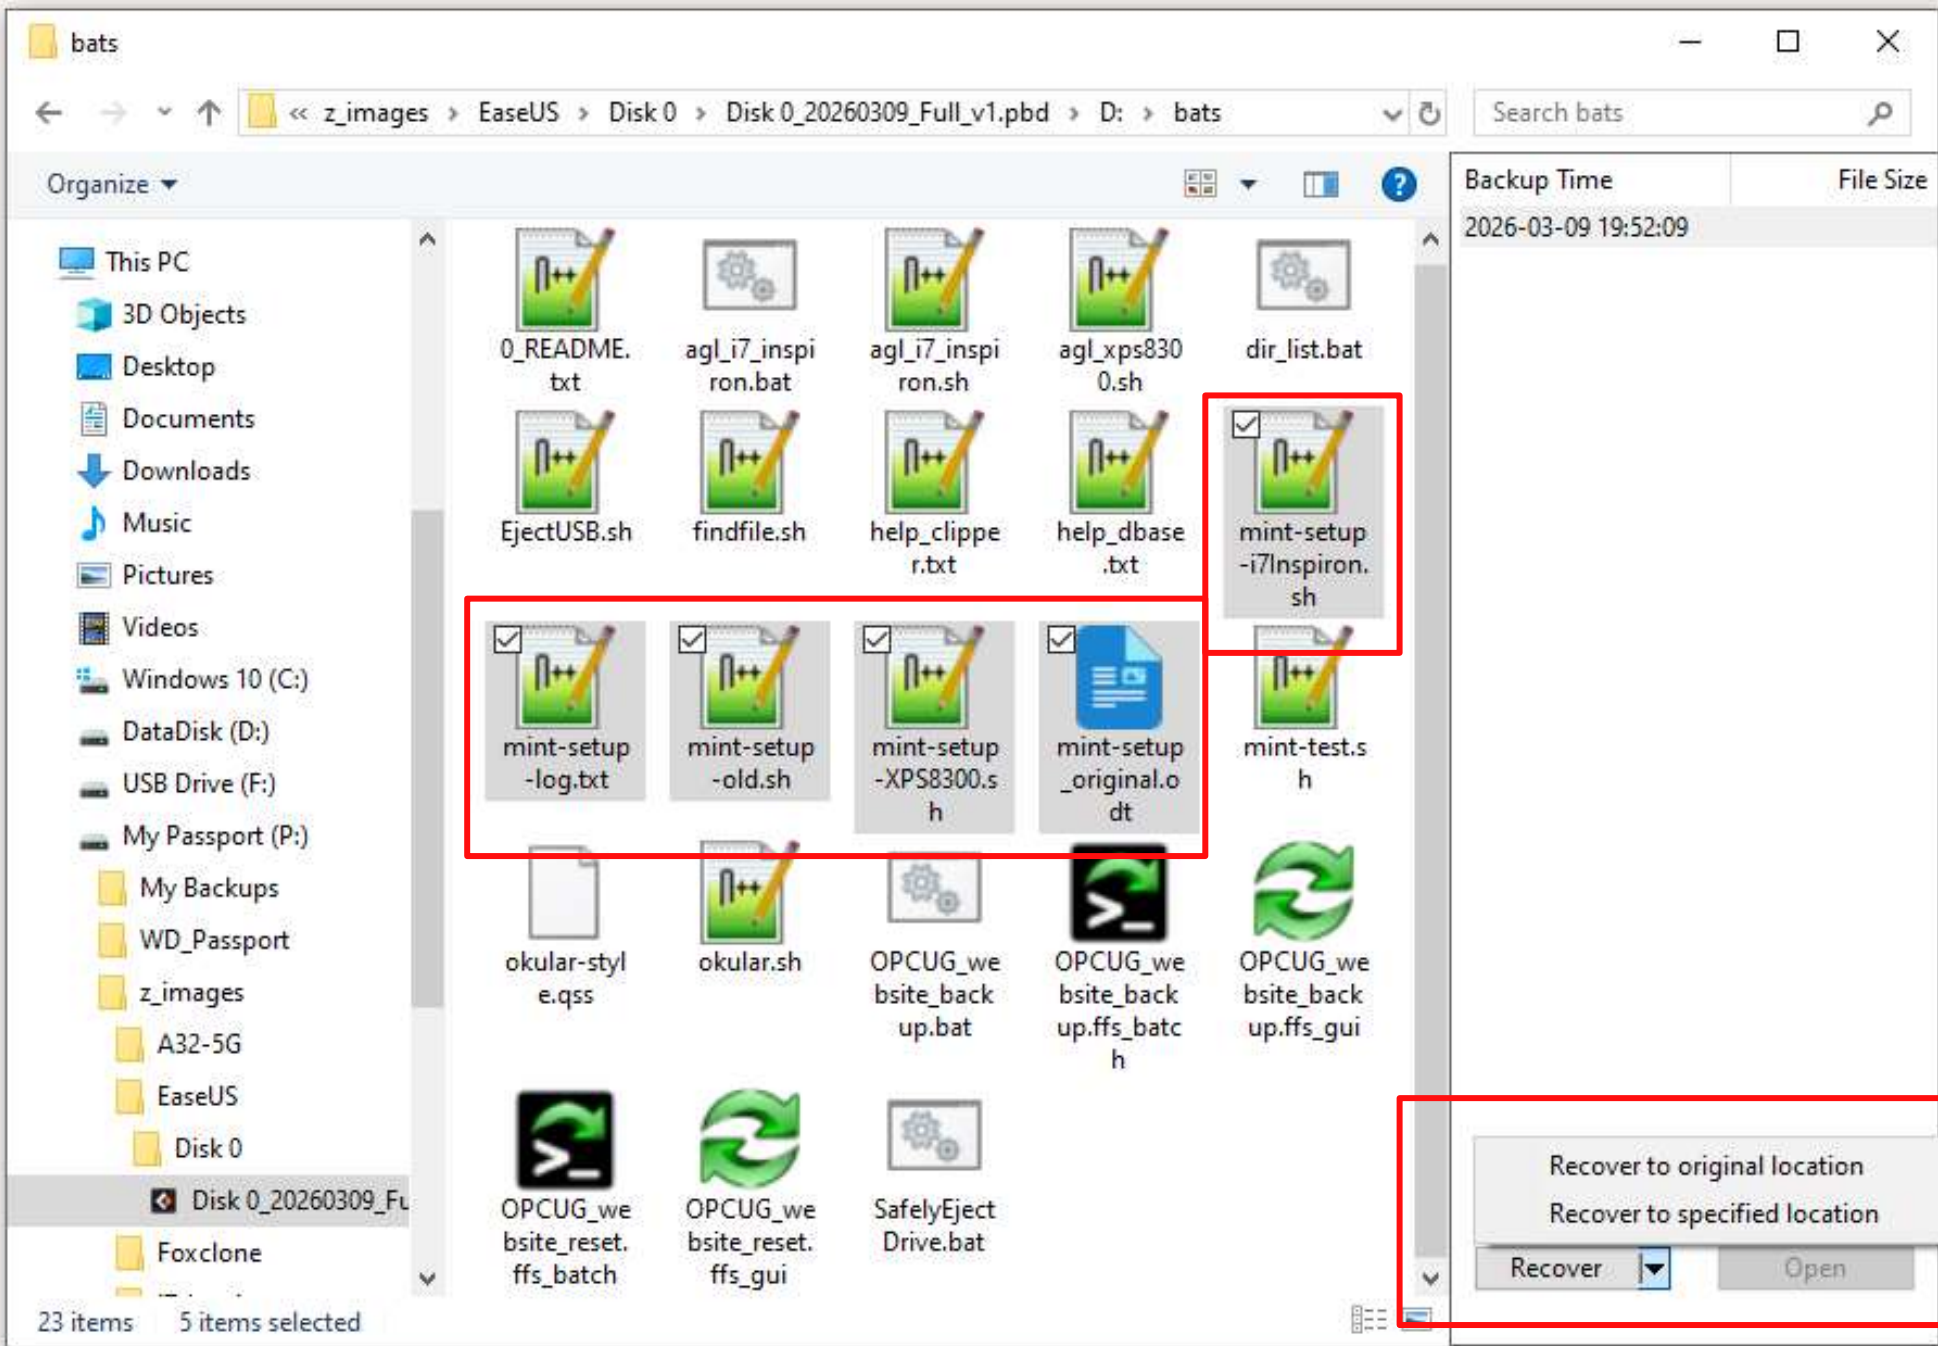 bats
« z_images › EaseUS › Disk 0 › Disk 0_20260309_Full_v1.pbd › D: › bats
Search bats
Organize
Backup Time
File Size
2026-03-09 19:52:09
This PC
3D Objects
Desktop
Documents
Downloads
Music
Pictures
Videos
Windows 10 (C:)
DataDisk (D:)
USB Drive (F:)
My Passport (P:)
My Backups
WD_Passport
z_images
A32-5G
EaseUS
Disk 0
Disk 0_20260309_Fu
Foxclone
0_README.
txt
agl_i7_inspi
ron.bat
agl_i7_inspi
ron.sh
agl_xps830
0.sh
dir_list.bat
EjectUSB.sh
findfile.sh
help_clippe
r.txt
help_dbase
.txt
mint-setup
-i7Inspiron.
sh
mint-setup
-log.txt
mint-setup
-old.sh
mint-setup
-XPS8300.s
h
mint-setup
_original.o
dt
mint-test.s
h
okular-styl
e.qss
okular.sh
OPCUG_we
bsite_back
up.bat
OPCUG_we
bsite_back
up.ffs_batc
h
OPCUG_we
bsite_back
up.ffs_gui
OPCUG_we
bsite_reset.
ffs_batch
OPCUG_we
bsite_reset.
ffs_gui
SafelyEject
Drive.bat
Recover to original location
Recover to specified location
Recover
Open
23 items
5 items selected